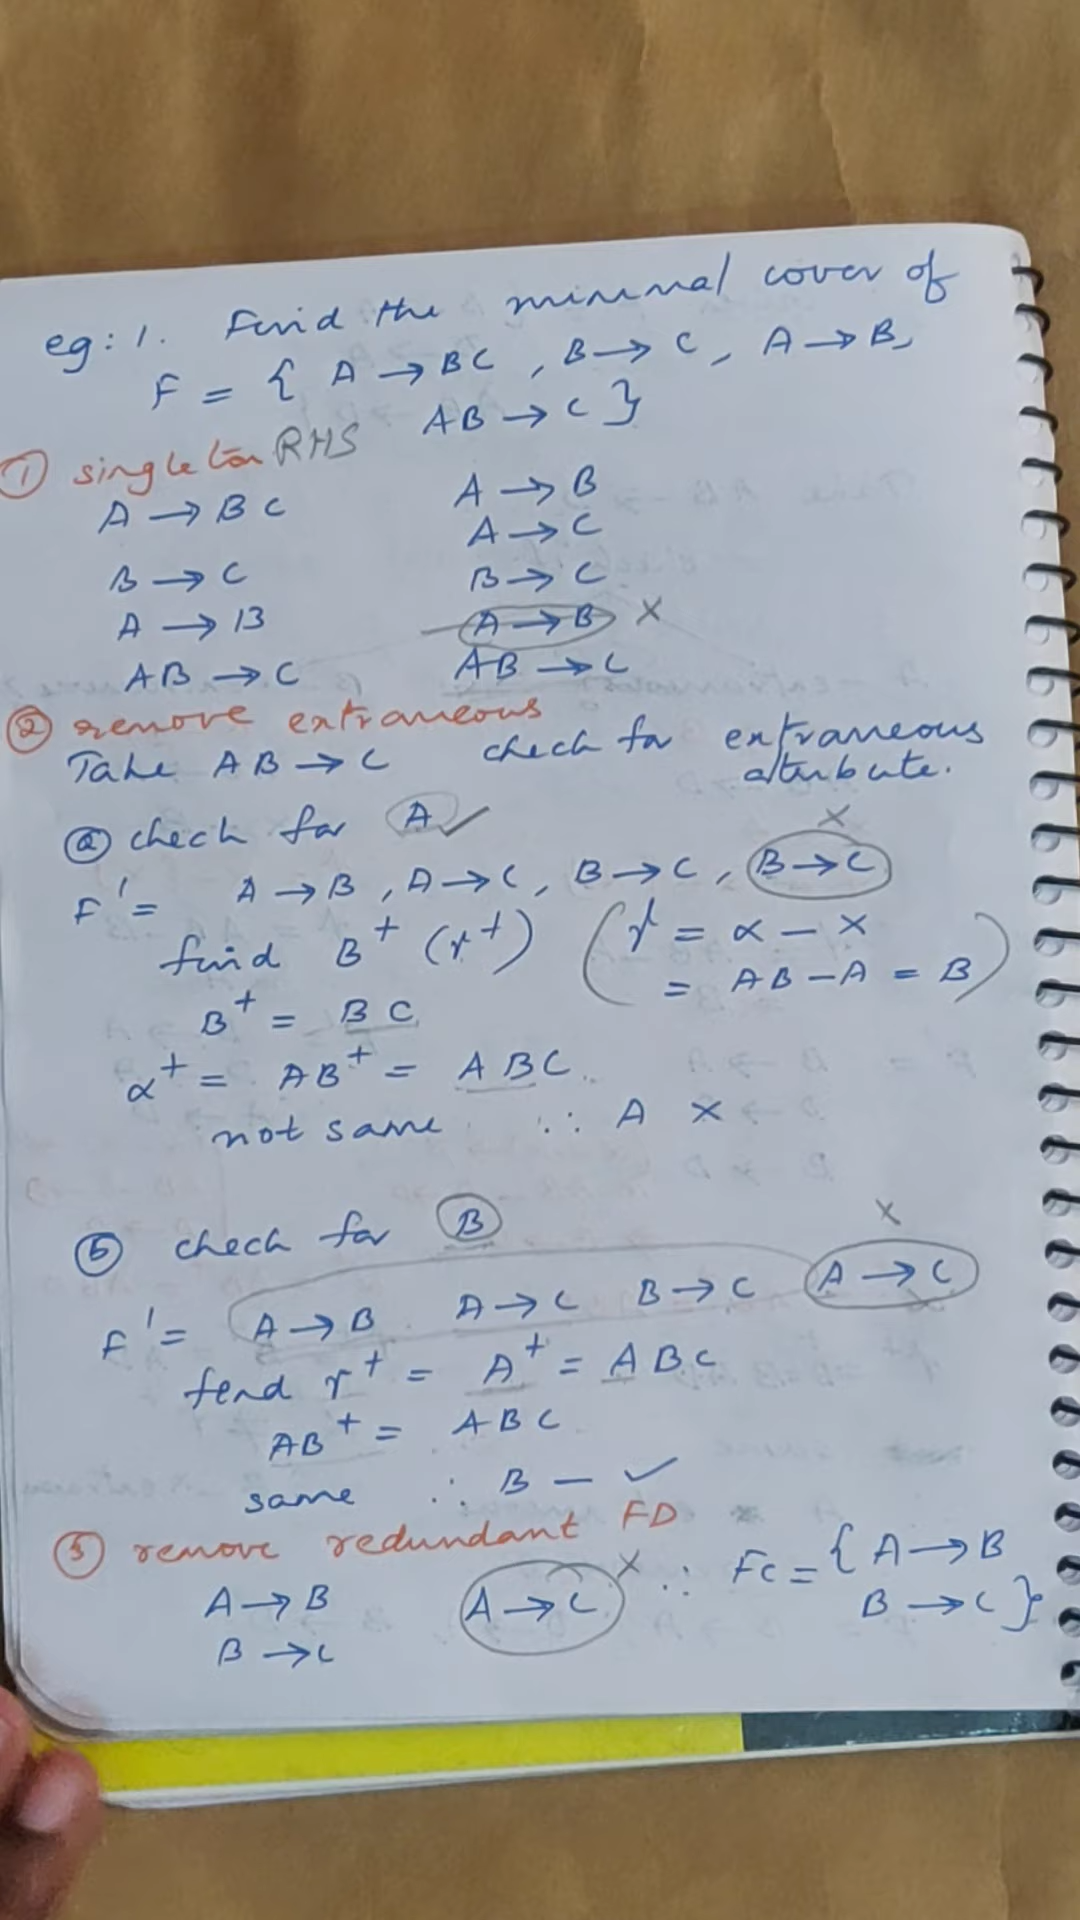 eg: 1. Find the minimal cover of
F = { A → BC , B → C , A → B,
AB → C }
① singleton RHS
A → BC A → B
A → C
B → C B → C
A → B A → B ×
AB → C AB → C
② remove extraneous
Take AB → C check for extraneous
attribute.
ⓐ check for A ✓
×
F' = A → B , A → C , B → C , B → C
find B⁺ (r⁺) ( r = α − x
= AB − A = B )
B⁺ = BC
α⁺ = AB⁺ = ABC
not same ∴ A ×
ⓑ check for B
×
F' = A → B A → C B → C A → C
find r⁺ = A⁺ = ABC
AB⁺ = ABC
same ∴ B − ✓
③ remove redundant FD
A → B A → C × ∴ Fc = { A → B
B → C B → C }